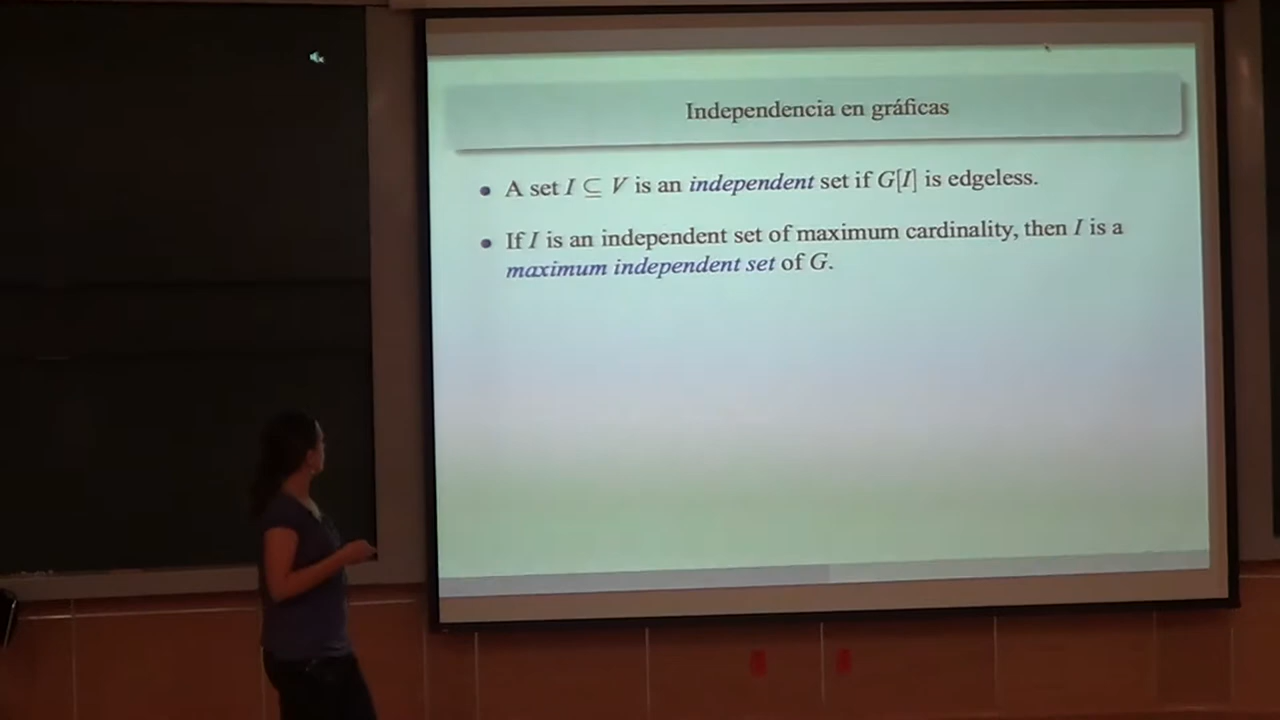 Independencia en gráficas
• A set I ⊆ V is an independent set if G[I] is edgeless.
• If I is an independent set of maximum cardinality, then I is a
maximum independent set of G.